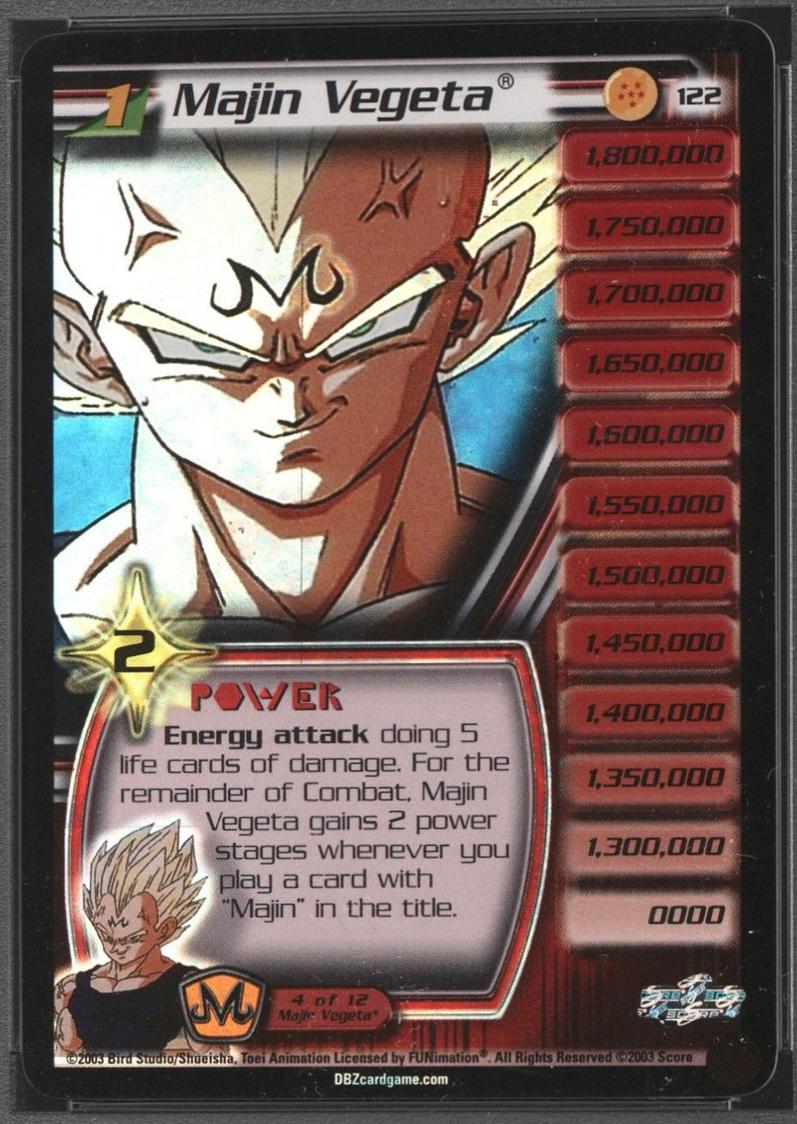 1 Majin Vegeta® 122
1,800,000
1,750,000
1,700,000
1,650,000
1,600,000
1,550,000
1,500,000
1,450,000
1,400,000
1,350,000
1,300,000
0000
2
POWER
Energy attack doing 5
life cards of damage. For the
remainder of Combat, Majin
Vegeta gains 2 power
stages whenever you
play a card with
"Majin" in the title.
4 of 12
Majin Vegeta®
SCORE
©2003 Bird Studio/Shueisha, Toei Animation Licensed by FUNimation®. All Rights Reserved ©2003 Score
DBZcardgame.com